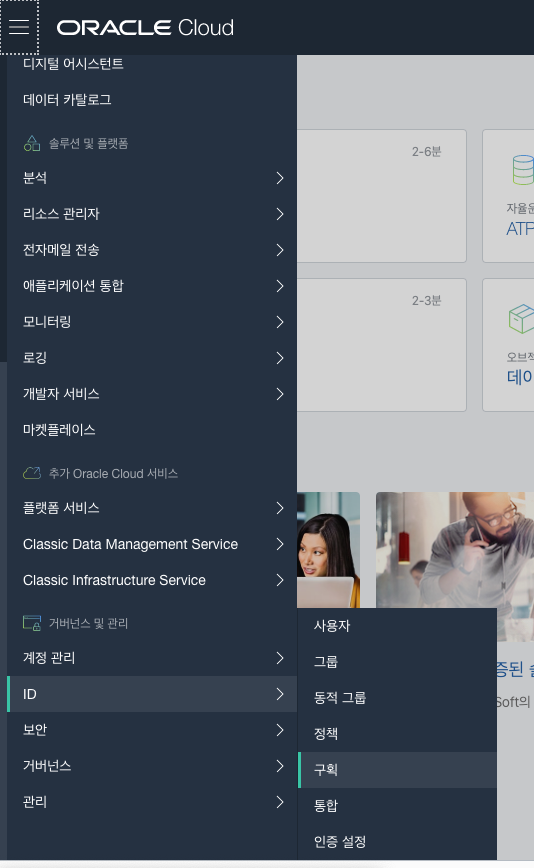 ORACLE Cloud
디지털 어시스턴트
데이터 카탈로그
솔루션 및 플랫폼
분석
리소스 관리자
전자메일 전송
애플리케이션 통합
모니터링
로깅
개발자 서비스
마켓플레이스
추가 Oracle Cloud 서비스
플랫폼 서비스
Classic Data Management Service
Classic Infrastructure Service
거버넌스 및 관리
계정 관리
ID
보안
거버넌스
관리
사용자
그룹
동적 그룹
정책
구획
통합
인증 설정
2-6분
자율운
ATP
2-3분
오브젝
데이
증된 솔
Soft의